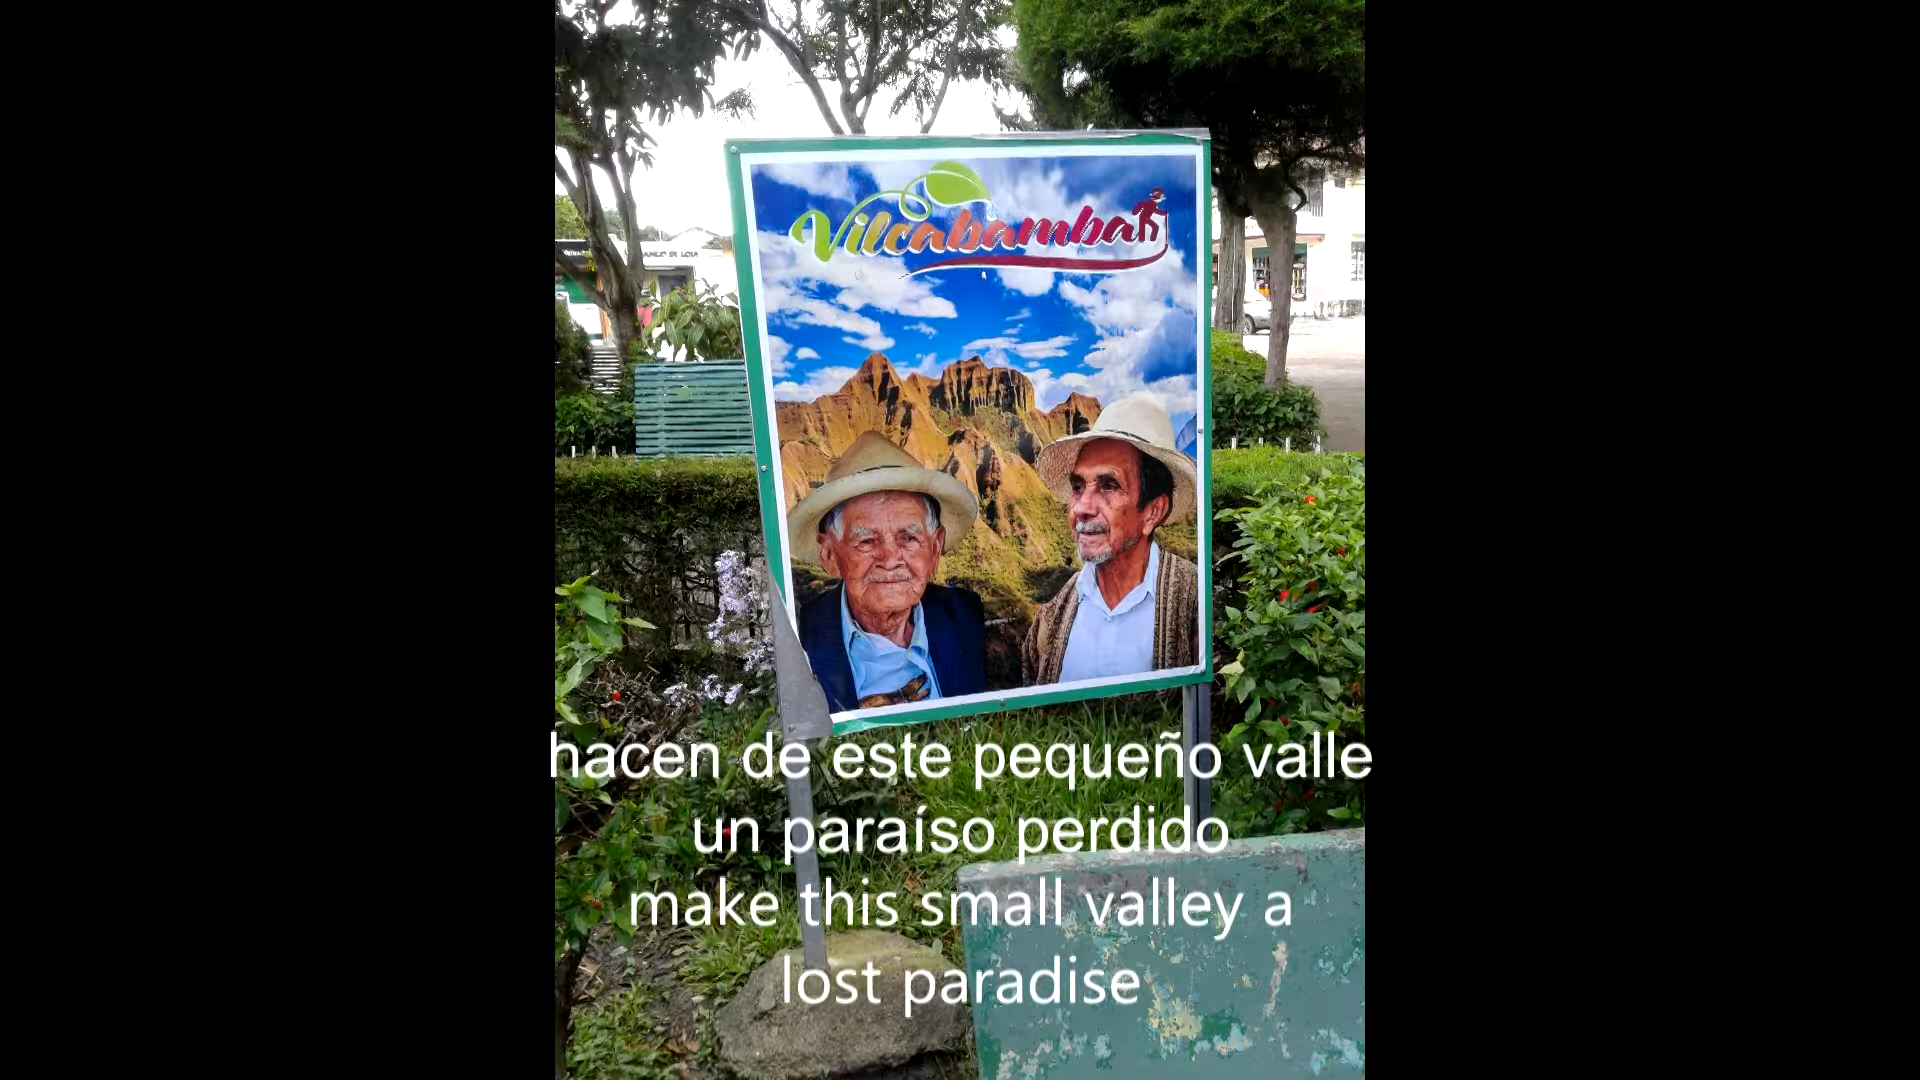 Vilcabamba
hacen de este pequeño valle
un paraíso perdido
make this small valley a
lost paradise